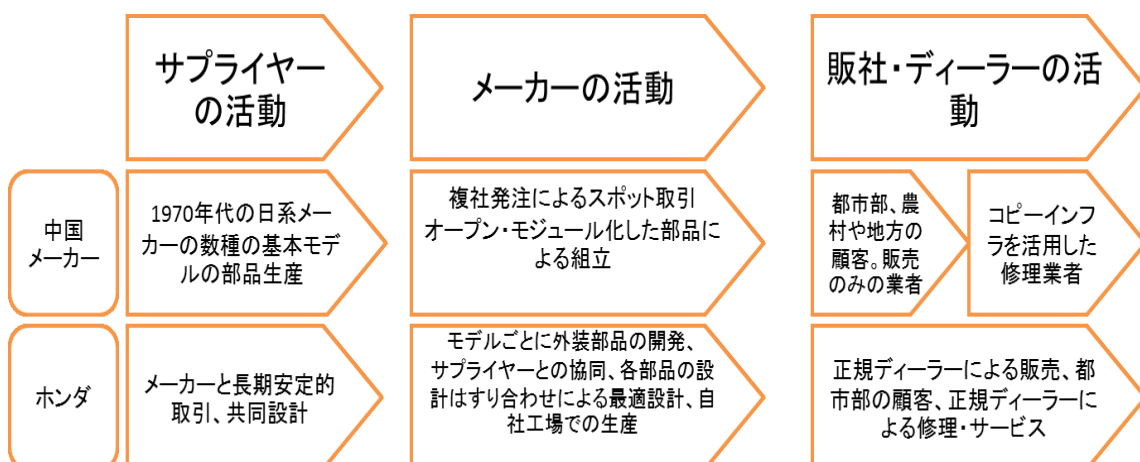 サプライヤー
の活動
メーカーの活動
販社・ディーラーの活
動
中国
メーカー
1970年代の日系メー
カーの数種の基本モデ
ルの部品生産
複社発注によるスポット取引
オープン・モジュール化した部品に
よる組立
都市部、農
村や地方の
顧客。販売
のみの業者
コピーインフ
ラを活用した
修理業者
ホンダ
メーカーと長期安定的
取引、共同設計
モデルごとに外装部品の開発、
サプライヤーとの協同、各部品の設
計はすり合わせによる最適設計、自
社工場での生産
正規ディーラーによる販売、都
市部の顧客、正規ディーラーに
よる修理・サービス